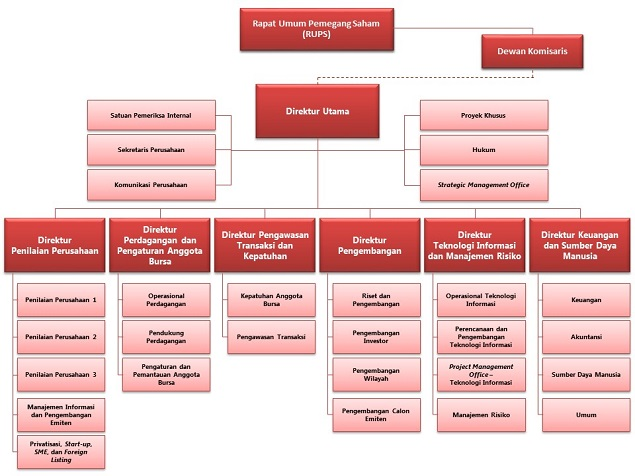 Rapat Umum Pemegang Saham
(RUPS)
Dewan Komisaris
Direktur Utama
Satuan Pemeriksa Internal
Sekretaris Perusahaan
Komunikasi Perusahaan
Proyek Khusus
Hukum
Strategic Management Office
Direktur
Penilaian Perusahaan
Penilaian Perusahaan 1
Penilaian Perusahaan 2
Penilaian Perusahaan 3
Manajemen Informasi
dan Pengembangan
Emiten
Privatisasi, Start-up,
SME, dan Foreign
Listing
Direktur
Perdagangan dan
Pengaturan Anggota
Bursa
Operasional
Perdagangan
Pendukung
Perdagangan
Pengaturan dan
Pemantauan Anggota
Bursa
Direktur Pengawasan
Transaksi dan
Kepatuhan
Kepatuhan Anggota
Bursa
Pengawasan Transaksi
Direktur
Pengembangan
Riset dan
Pengembangan
Pengembangan
Investor
Pengembangan
Wilayah
Pengembangan Calon
Emiten
Direktur
Teknologi Informasi
dan Manajemen Risiko
Operasional Teknologi
Informasi
Perencanaan dan
Pengembangan
Teknologi Informasi
Project Management
Office –
Teknologi Informasi
Manajemen Risiko
Direktur Keuangan
dan Sumber Daya
Manusia
Keuangan
Akuntansi
Sumber Daya Manusia
Umum